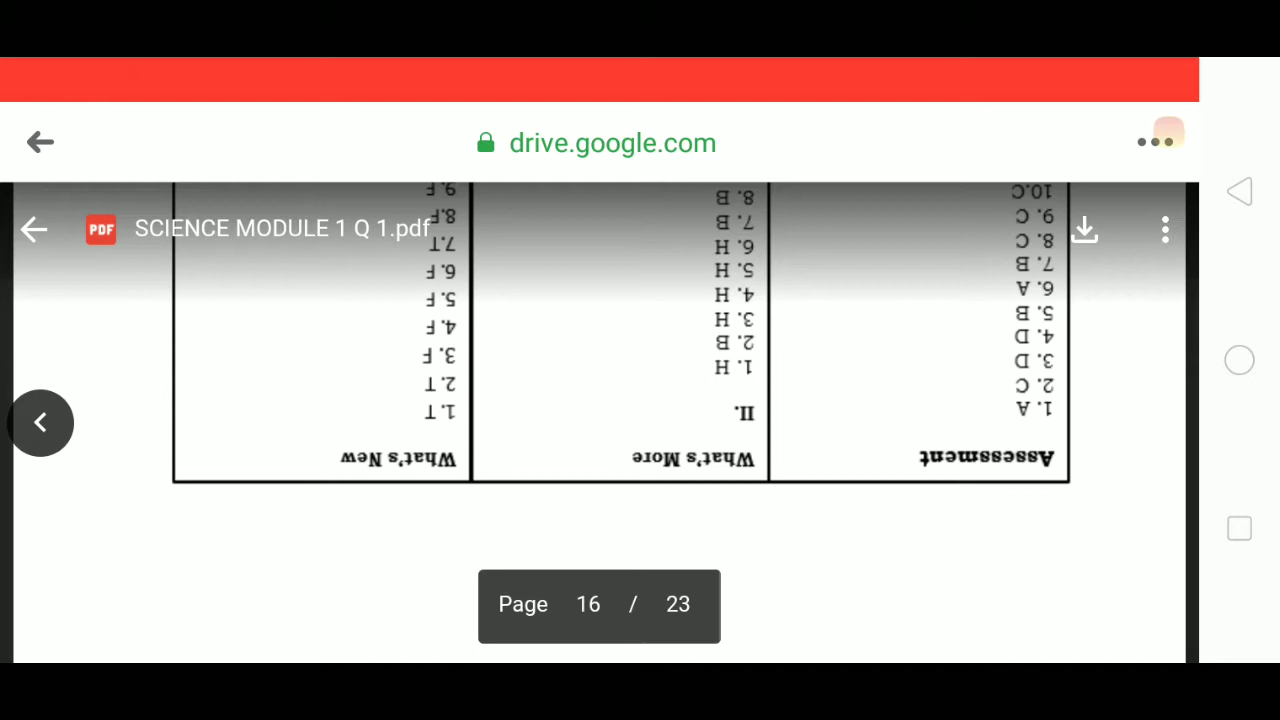 drive.google.com
PDF SCIENCE MODULE 1 Q 1.pdf
What's New
1. T
2. T
3. F
4. F
5. F
6. F
7.T
8.F
9. F
What's More
II.
1. H
2. B
3. H
4. H
5. H
6. H
7. B
8. B
Assessment
1. A
2. C
3. D
4. D
5. B
6. A
7. B
8. C
9. C
10.C
Page 16 / 23